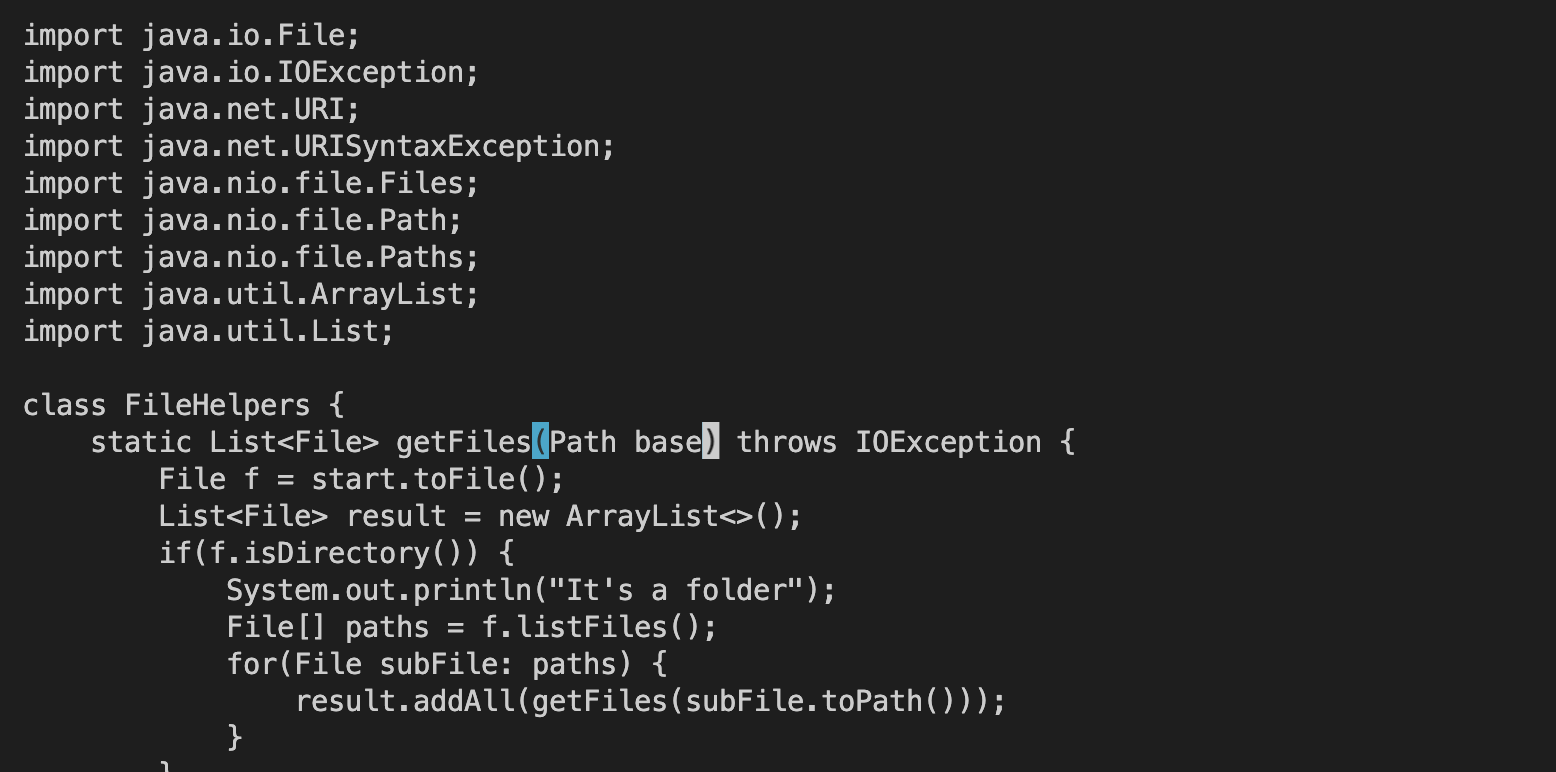 import java.io.File;
import java.io.IOException;
import java.net.URI;
import java.net.URISyntaxException;
import java.nio.file.Files;
import java.nio.file.Path;
import java.nio.file.Paths;
import java.util.ArrayList;
import java.util.List;

class FileHelpers {
    static List<File> getFiles(Path base) throws IOException {
        File f = start.toFile();
        List<File> result = new ArrayList<>();
        if(f.isDirectory()) {
            System.out.println("It's a folder");
            File[] paths = f.listFiles();
            for(File subFile: paths) {
                result.addAll(getFiles(subFile.toPath()));
            }
        }